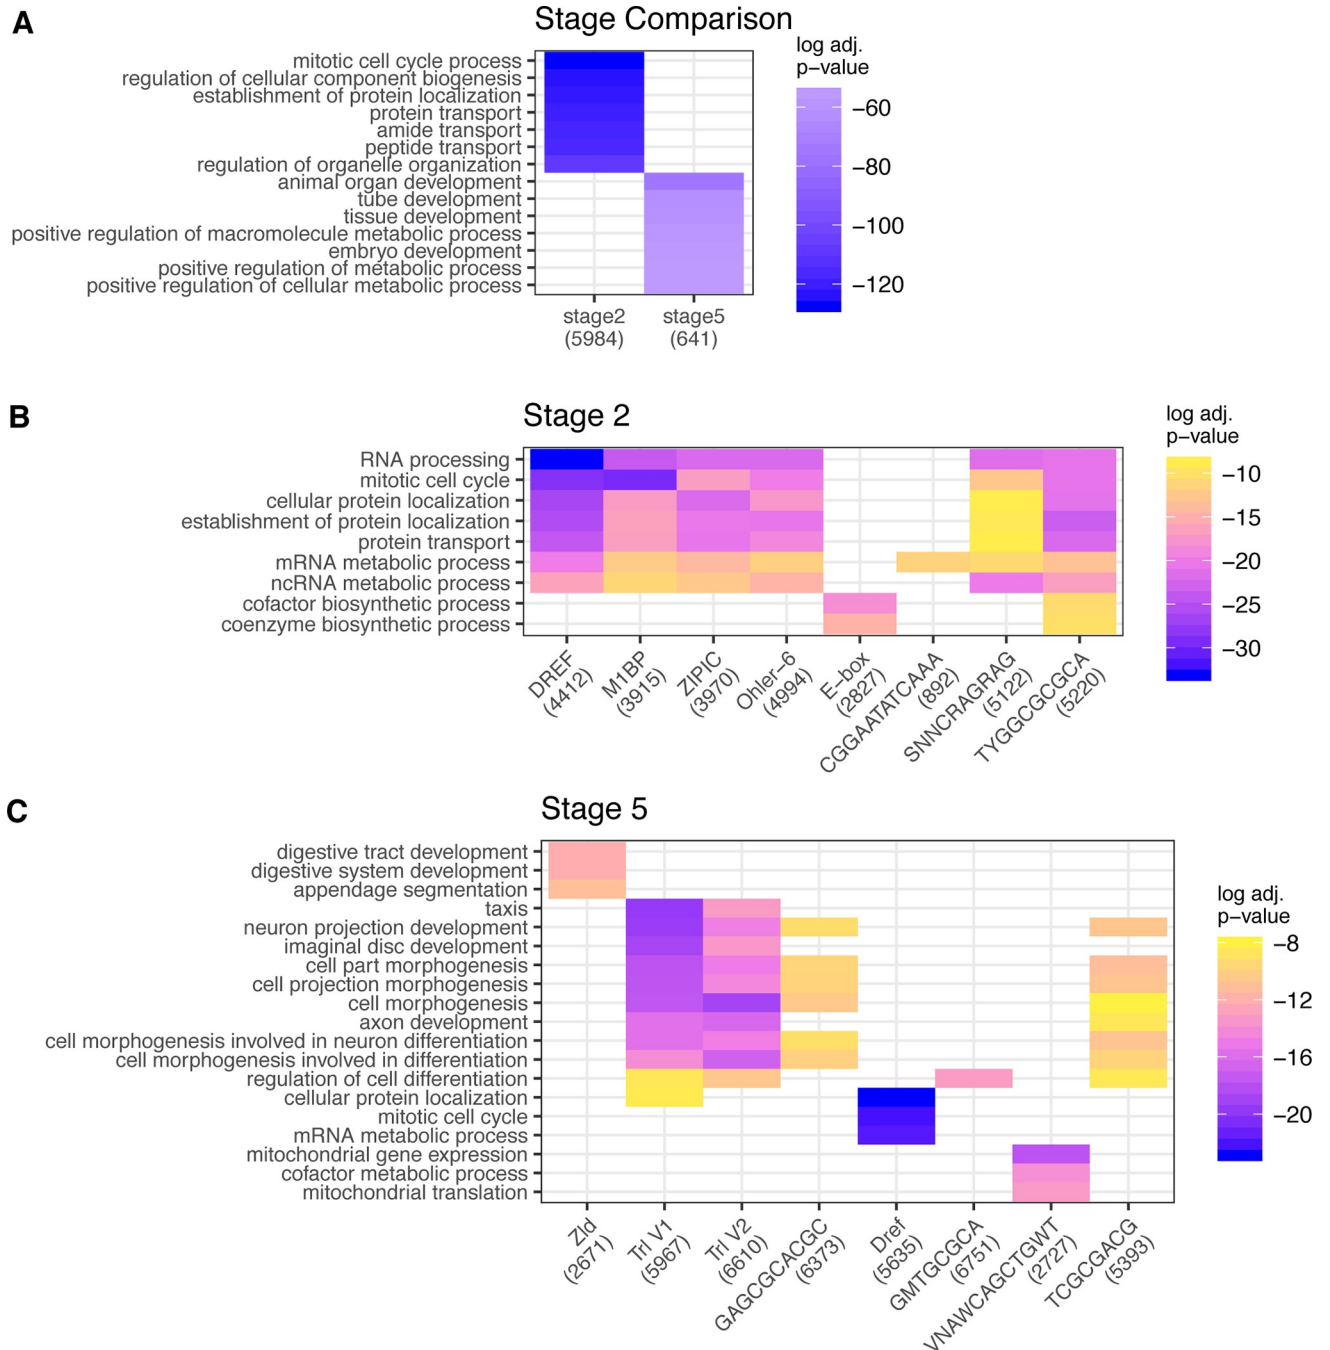 A
Stage Comparison
log adj.
p−value
mitotic cell cycle process
regulation of cellular component biogenesis
establishment of protein localization
protein transport
amide transport
peptide transport
regulation of organelle organization
animal organ development
tube development
tissue development
positive regulation of macromolecule metabolic process
embryo development
positive regulation of metabolic process
positive regulation of cellular metabolic process
−60
−80
−100
−120
stage2
(5984)
stage5
(641)
B
Stage 2
log adj.
p−value
RNA processing
mitotic cell cycle
cellular protein localization
establishment of protein localization
protein transport
mRNA metabolic process
ncRNA metabolic process
cofactor biosynthetic process
coenzyme biosynthetic process
−10
−15
−20
−25
−30
DREF
(4412)
M1BP
(3915)
ZIPIC
(3970)
Ohler−6
(4994)
E−box
(2827)
CGGAATATCAAA
(892)
SNNCRAGRAG
(5122)
TYGGCGCGCA
(5220)
C
Stage 5
log adj.
p−value
digestive tract development
digestive system development
appendage segmentation
taxis
neuron projection development
imaginal disc development
cell part morphogenesis
cell projection morphogenesis
cell morphogenesis
axon development
cell morphogenesis involved in neuron differentiation
cell morphogenesis involved in differentiation
regulation of cell differentiation
cellular protein localization
mitotic cell cycle
mRNA metabolic process
mitochondrial gene expression
cofactor metabolic process
mitochondrial translation
−8
−12
−16
−20
Zld
(2671)
Trl V1
(5967)
Trl V2
(6610)
GAGCGCACGC
(6373)
Dref
(5635)
GMTGCGCA
(6751)
VNAWCAGCTGWT
(2727)
TCGCGACG
(5393)